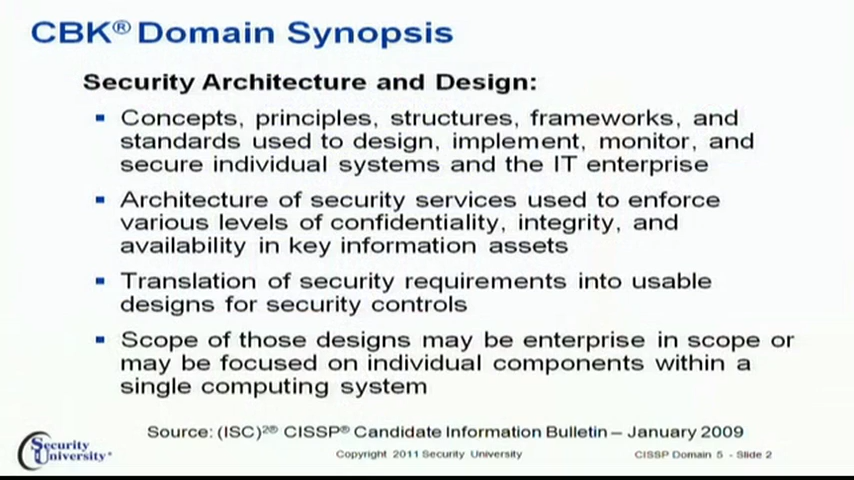 CBK® Domain Synopsis
Security Architecture and Design:
Concepts, principles, structures, frameworks, and
standards used to design, implement, monitor, and
secure individual systems and the IT enterprise
Architecture of security services used to enforce
various levels of confidentiality, integrity, and
availability in key information assets
Translation of security requirements into usable
designs for security controls
Scope of those designs may be enterprise in scope or
may be focused on individual components within a
single computing system
Source: (ISC)²® CISSP® Candidate Information Bulletin – January 2009
Security
University
Copyright 2011 Security University
CISSP Domain 5 - Slide 2